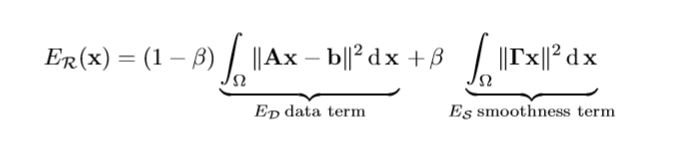 E_R(x) = (1 − β) ∫_Ω ‖Ax − b‖² dx + β ∫_Ω ‖Γx‖² dx
E_D data term E_S smoothness term